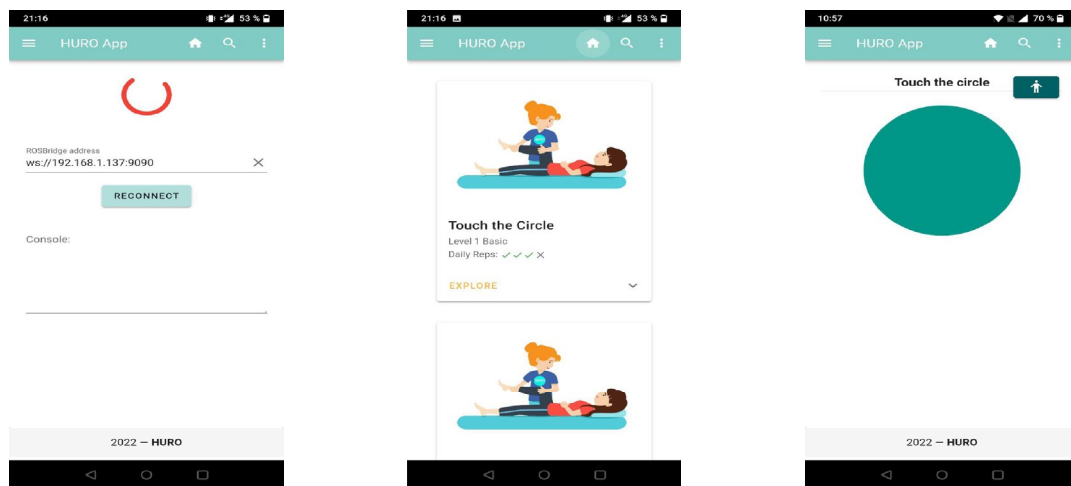 21:16
53 %
HURO App
ROSBridge address
ws://192.168.1.137:9090
RECONNECT
Console:
2022 — HURO
21:16
53 %
HURO App
Touch the Circle
Level 1 Basic
Daily Reps:
EXPLORE
10:57
70 %
HURO App
Touch the circle
2022 — HURO